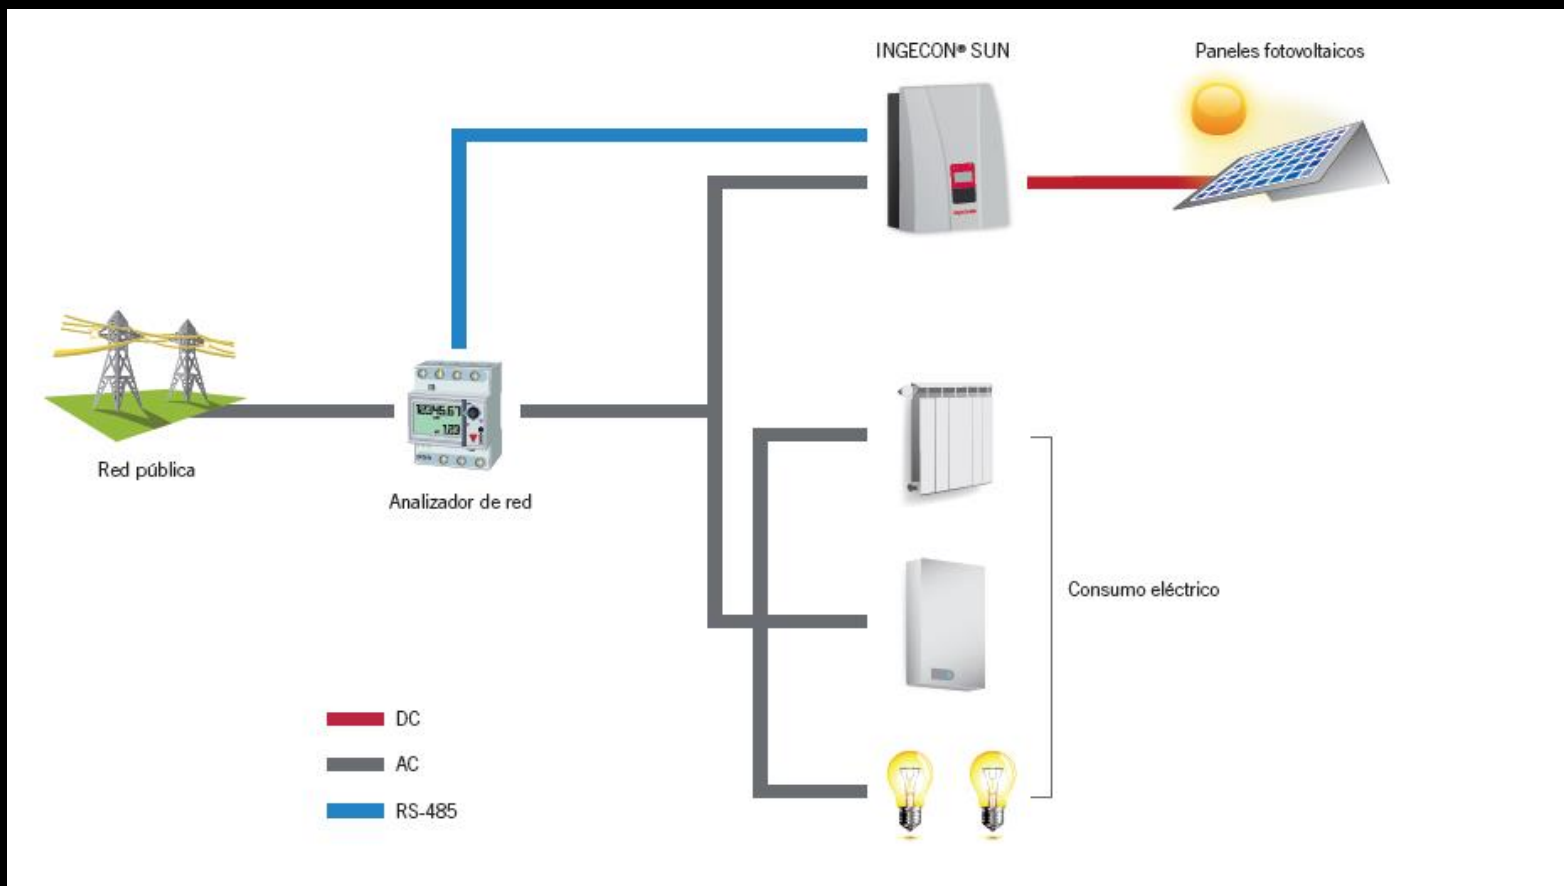 INGECON® SUN
Paneles fotovoltaicos
Red pública
Analizador de red
Consumo eléctrico
DC
AC
RS-485